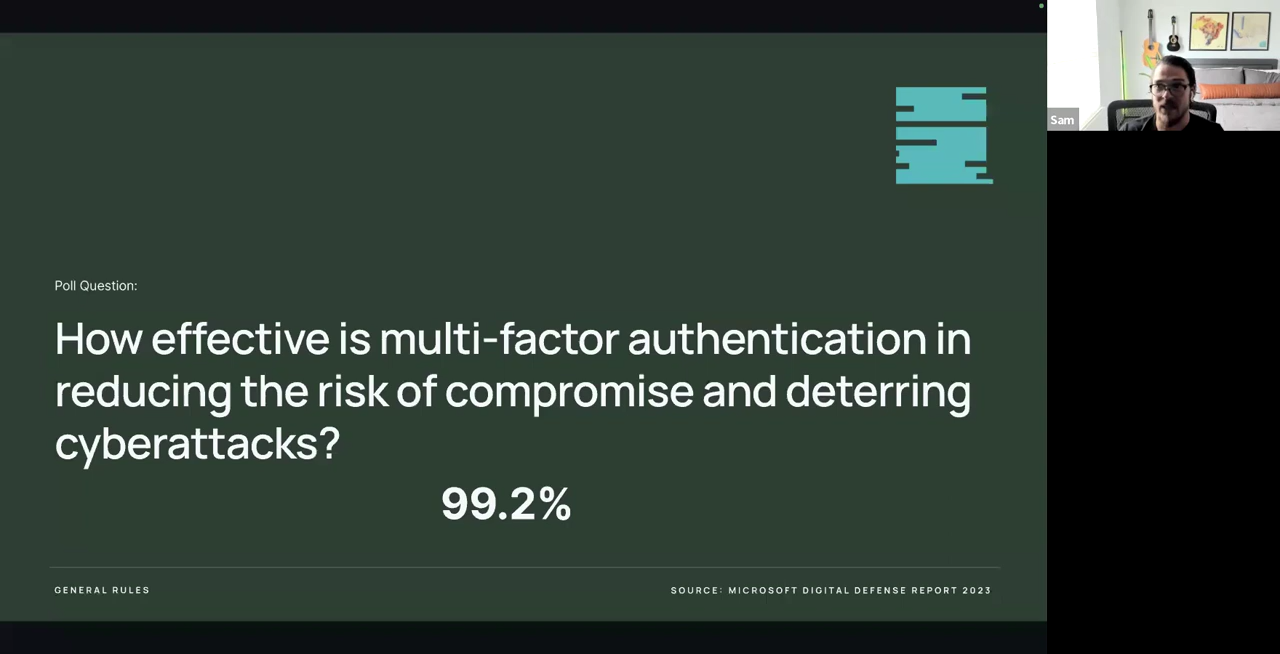 Poll Question:
How effective is multi-factor authentication in
reducing the risk of compromise and deterring
cyberattacks?
99.2%
GENERAL RULES
SOURCE: MICROSOFT DIGITAL DEFENSE REPORT 2023
Sam